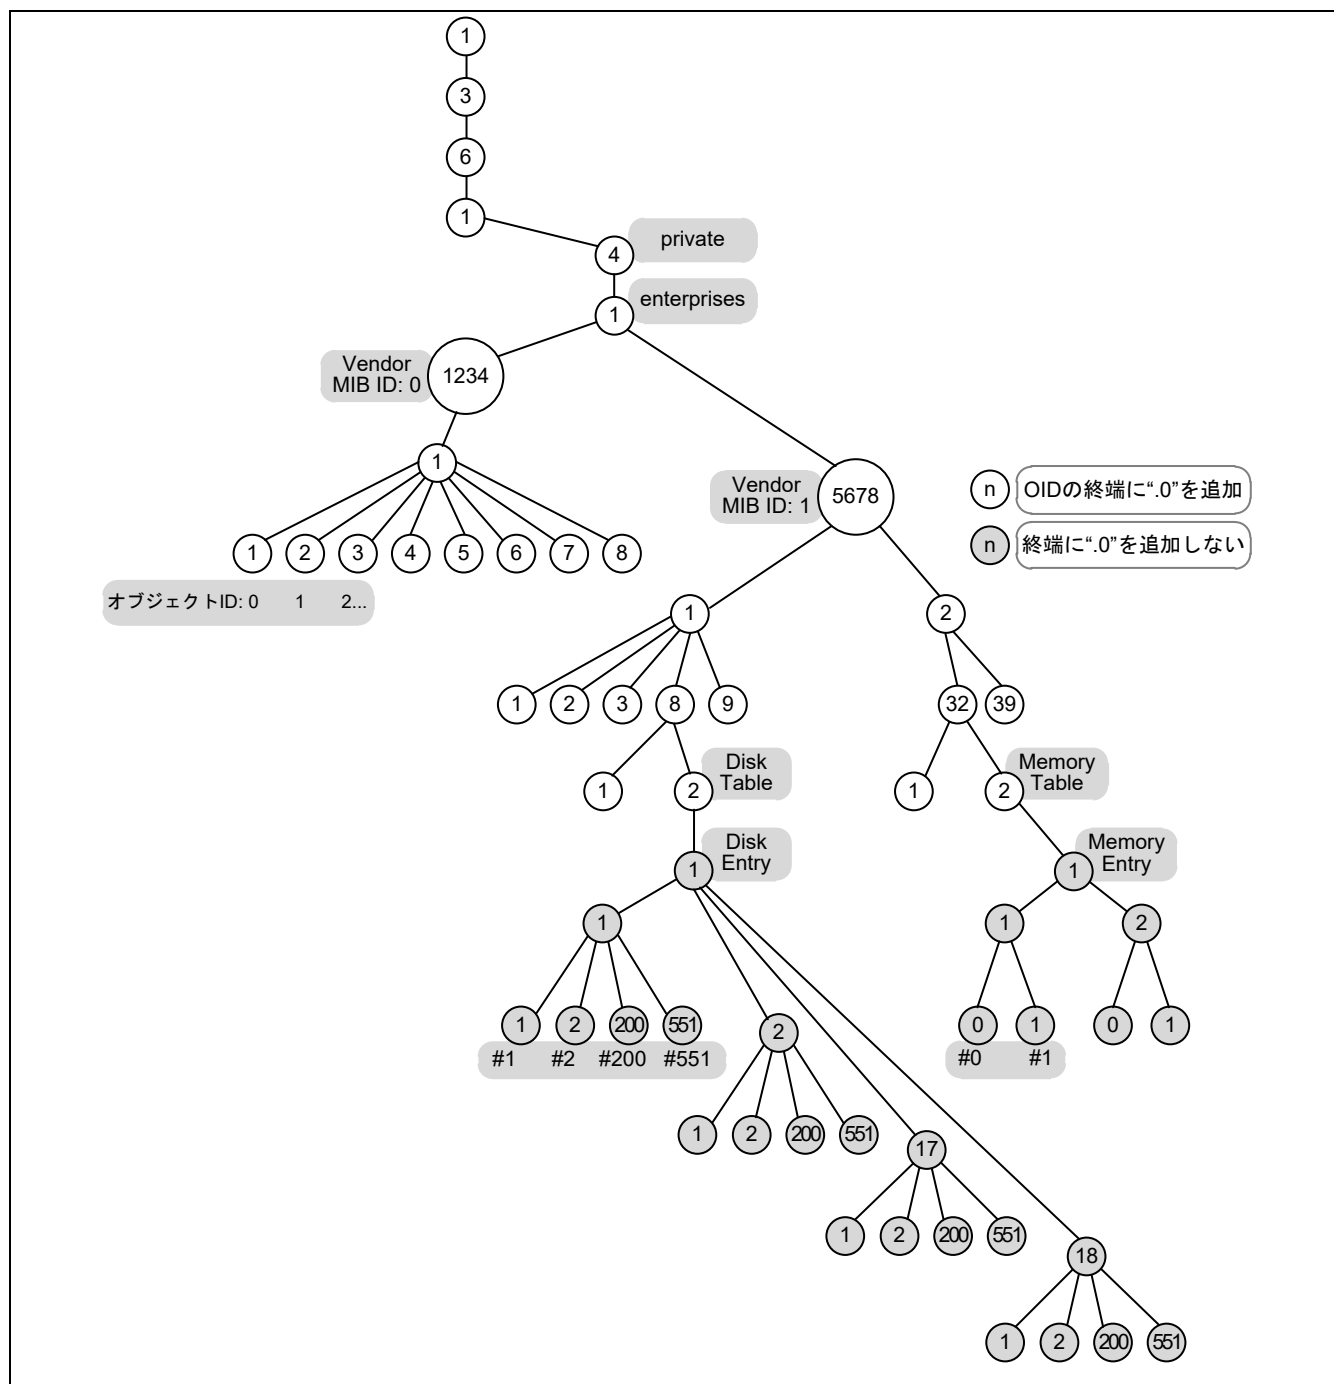 1
3
6
1
private
4
enterprises
1
Vendor
MIB ID: 0
1234
1
Vendor
MIB ID: 1
5678
n OIDの終端に“.0”を追加
n 終端に“.0”を追加しない
1 2 3 4 5 6 7 8
オブジェクトID: 0 1 2...
1 2
1 2 3 8 9 32 39
Disk
Table
Memory
Table
1 2 1 2
Disk
Entry
Memory
Entry
1 1
1 1 2
1 2 200 551 2 0 1 0 1
#1 #2 #200 #551 #0 #1
1 2 200 551
17
1 2 200 551
18
1 2 200 551